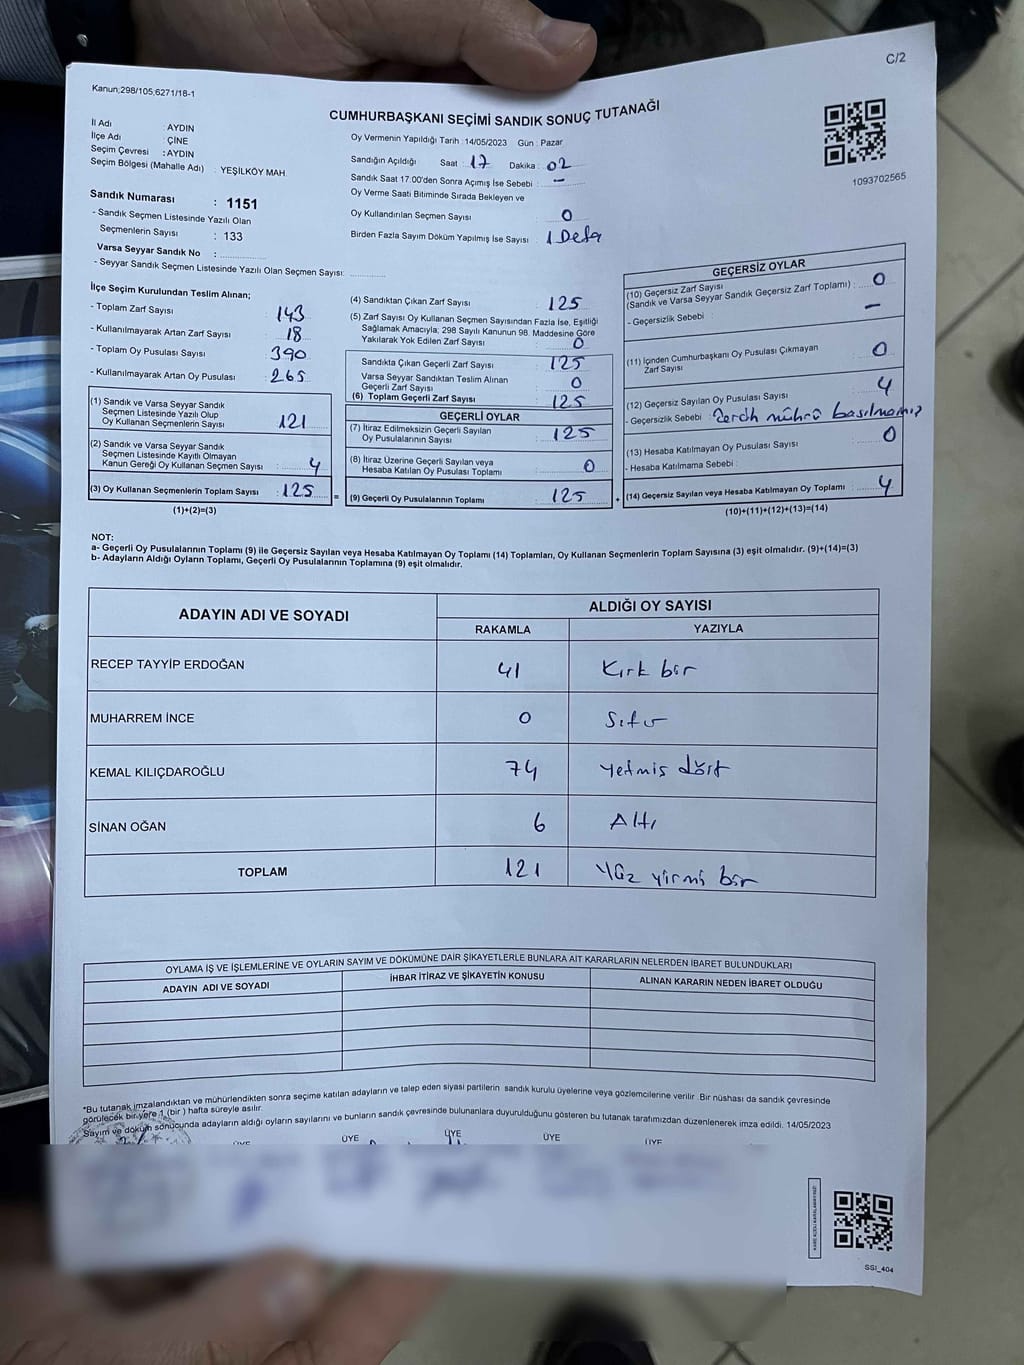 C/2
Kanun;298/105,6271/18-1
CUMHURBAŞKANI SEÇİMİ SANDIK SONUÇ TUTANAĞI
1093702565
İl Adı : AYDIN
İlçe Adı : ÇİNE
Seçim Çevresi : AYDIN
Seçim Bölgesi (Mahalle Adı) : YEŞİLKÖY MAH.
Sandık Numarası : 1151
- Sandık Seçmen Listesinde Yazılı Olan
Seçmenlerin Sayısı : 133
Varsa Seyyar Sandık No :
- Seyyar Sandık Seçmen Listesinde Yazılı Olan Seçmen Sayısı:
Oy Vermenin Yapıldığı Tarih : 14/05/2023 Gün : Pazar
Sandığın Açıldığı Saat : 17 Dakika : 02
Sandık Saat 17:00'den Sonra Açımış İse Sebebi : –
Oy Verme Saati Bitiminde Sırada Bekleyen ve
Oy Kullandırılan Seçmen Sayısı : 0
Birden Fazla Sayım Döküm Yapılmış İse Sayısı : 1 Defa
İlçe Seçim Kurulundan Teslim Alınan;
- Toplam Zarf Sayısı : 143
- Kullanılmayarak Artan Zarf Sayısı : 18
- Toplam Oy Pusulası Sayısı : 390
- Kullanılmayarak Artan Oy Pusulası : 265
(1) Sandık ve Varsa Seyyar Sandık
Seçmen Listesinde Yazılı Olup
Oy Kullanan Seçmenlerin Sayısı : 121
(2) Sandık ve Varsa Seyyar Sandık
Seçmen Listesinde Kayıtlı Olmayan
Kanun Gereği Oy Kullanan Seçmen Sayısı : 4
(3) Oy Kullanan Seçmenlerin Toplam Sayısı : 125 =
(1)+(2)=(3)
(4) Sandıktan Çıkan Zarf Sayısı : 125
(5) Zarf Sayısı Oy Kullanan Seçmen Sayısından Fazla İse, Eşitliği
Sağlamak Amacıyla; 298 Sayılı Kanunun 98. Maddesine Göre
Yakılarak Yok Edilen Zarf Sayısı : 0
Sandıkta Çıkan Geçerli Zarf Sayısı : 125
Varsa Seyyar Sandıktan Teslim Alınan
Geçerli Zarf Sayısı : 0
(6) Toplam Geçerli Zarf Sayısı : 125
GEÇERLİ OYLAR
(7) İtiraz Edilmeksizin Geçerli Sayılan
Oy Pusulalarının Sayısı : 125
(8) İtiraz Üzerine Geçerli Sayılan veya
Hesaba Katılan Oy Pusulası Toplamı : 0
(9) Geçerli Oy Pusulalarının Toplamı : 125 +
GEÇERSİZ OYLAR
(10) Geçersiz Zarf Sayısı
(Sandık ve Varsa Seyyar Sandık Geçersiz Zarf Toplamı) : 0
- Geçersizlik Sebebi : –
(11) İçinden Cumhurbaşkanı Oy Pusulası Çıkmayan
Zarf Sayısı : 0
(12) Geçersiz Sayılan Oy Pusulası Sayısı : 4
- Geçersizlik Sebebi : Tercih mührü basılmamış
(13) Hesaba Katılmayan Oy Pusulası Sayısı : 0
- Hesaba Katılmama Sebebi :
(14) Geçersiz Sayılan veya Hesaba Katılmayan Oy Toplamı : 4
(10)+(11)+(12)+(13)=(14)
NOT:
a- Geçerli Oy Pusulalarının Toplamı (9) ile Geçersiz Sayılan veya Hesaba Katılmayan Oy Toplamı (14) Toplamları, Oy Kullanan Seçmenlerin Toplam Sayısına (3) eşit olmalıdır. (9)+(14)=(3)
b- Adayların Aldığı Oyların Toplamı, Geçerli Oy Pusulalarının Toplamına (9) eşit olmalıdır.
ADAYIN ADI VE SOYADI ALDIĞI OY SAYISI
RAKAMLA YAZIYLA
RECEP TAYYİP ERDOĞAN 41 Kırk bir
MUHARREM İNCE 0 Sıfır
KEMAL KILIÇDAROĞLU 74 Yetmiş dört
SİNAN OĞAN 6 Altı
TOPLAM 121 Yüz yirmi bir
OYLAMA İŞ VE İŞLEMLERİNE VE OYLARIN SAYIM VE DÖKÜMÜNE DAİR ŞİKAYETLERLE BUNLARA AİT KARARLARIN NELERDEN İBARET BULUNDUKLARI
ADAYIN ADI VE SOYADI İHBAR İTİRAZ VE ŞİKAYETİN KONUSU ALINAN KARARIN NEDEN İBARET OLDUĞU
*Bu tutanak imzalandıktan ve mühürlendikten sonra seçime katılan adayların ve talep eden siyasi partilerin sandık kurulu üyelerine veya gözlemcilerine verilir. Bir nüshası da sandık çevresinde
görülecek bir yere 1 (bir ) hafta süreyle asılır.
Sayım ve döküm sonucunda adayların aldığı oyların sayılarını ve bunların sandık çevresinde bulunanlara duyurulduğunu gösteren bu tutanak tarafımızdan düzenlenerek imza edildi. 14/05/2023
ÜYE ÜYE ÜYE ÜYE ÜYE
SSI_404